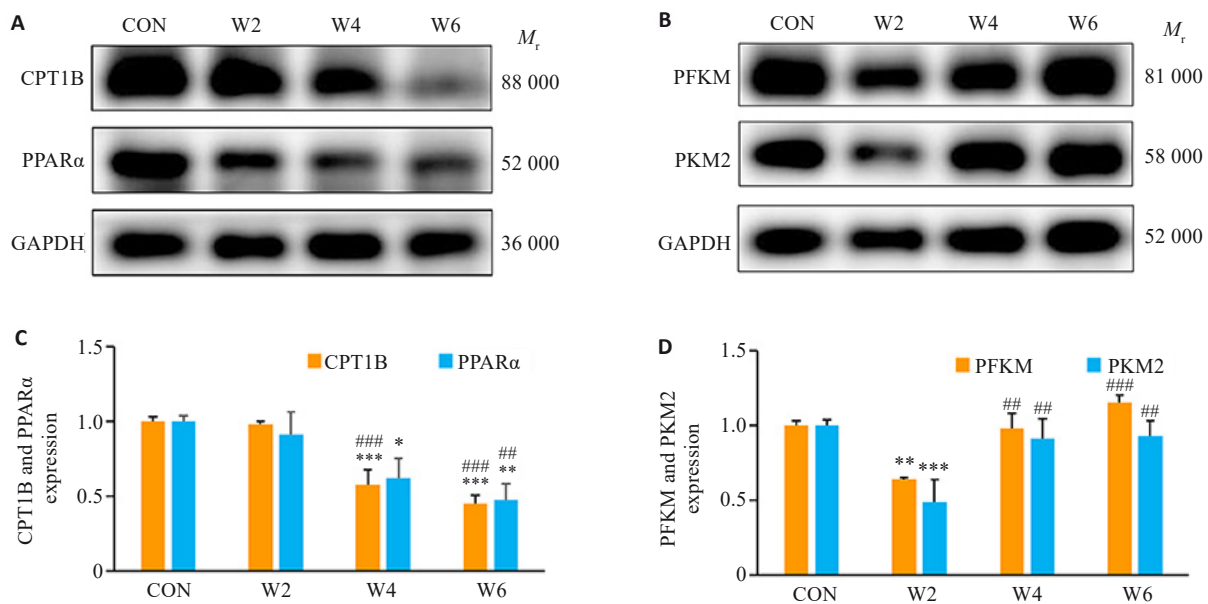 A
CON W2 W4 W6
Mr
CPT1B
88 000
PPARα
52 000
GAPDH
36 000
B
CON W2 W4 W6
Mr
PFKM
81 000
PKM2
58 000
GAPDH
52 000
C
CPT1B PPARα
CPT1B and PPARα
expression
1.5
1.0
0.5
0
### *
***
### ##
*** **
CON W2 W4 W6
D
PFKM PKM2
PFKM and PKM2
expression
1.5
1.0
0.5
0
** ***
## ##
### ##
CON W2 W4 W6